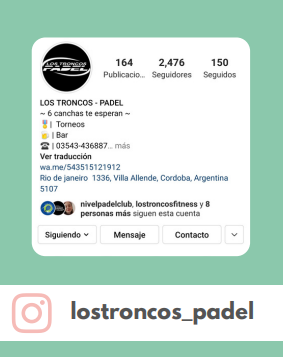 LOS TRONCOS
PADEL
164 2,476 150
Publicacio... Seguidores Seguidos
LOS TRONCOS - PADEL
~ 6 canchas te esperan ~
🏅| Torneos
🍺| Bar
☎ | 03543-436887... más
Ver traducción
wa.me/543515121912
Rio de janeiro 1336, Villa Allende, Cordoba, Argentina
5107
nivelpadelclub, lostroncosfitness y 8
personas más siguen esta cuenta
Siguiendo Mensaje Contacto
lostroncos_padel